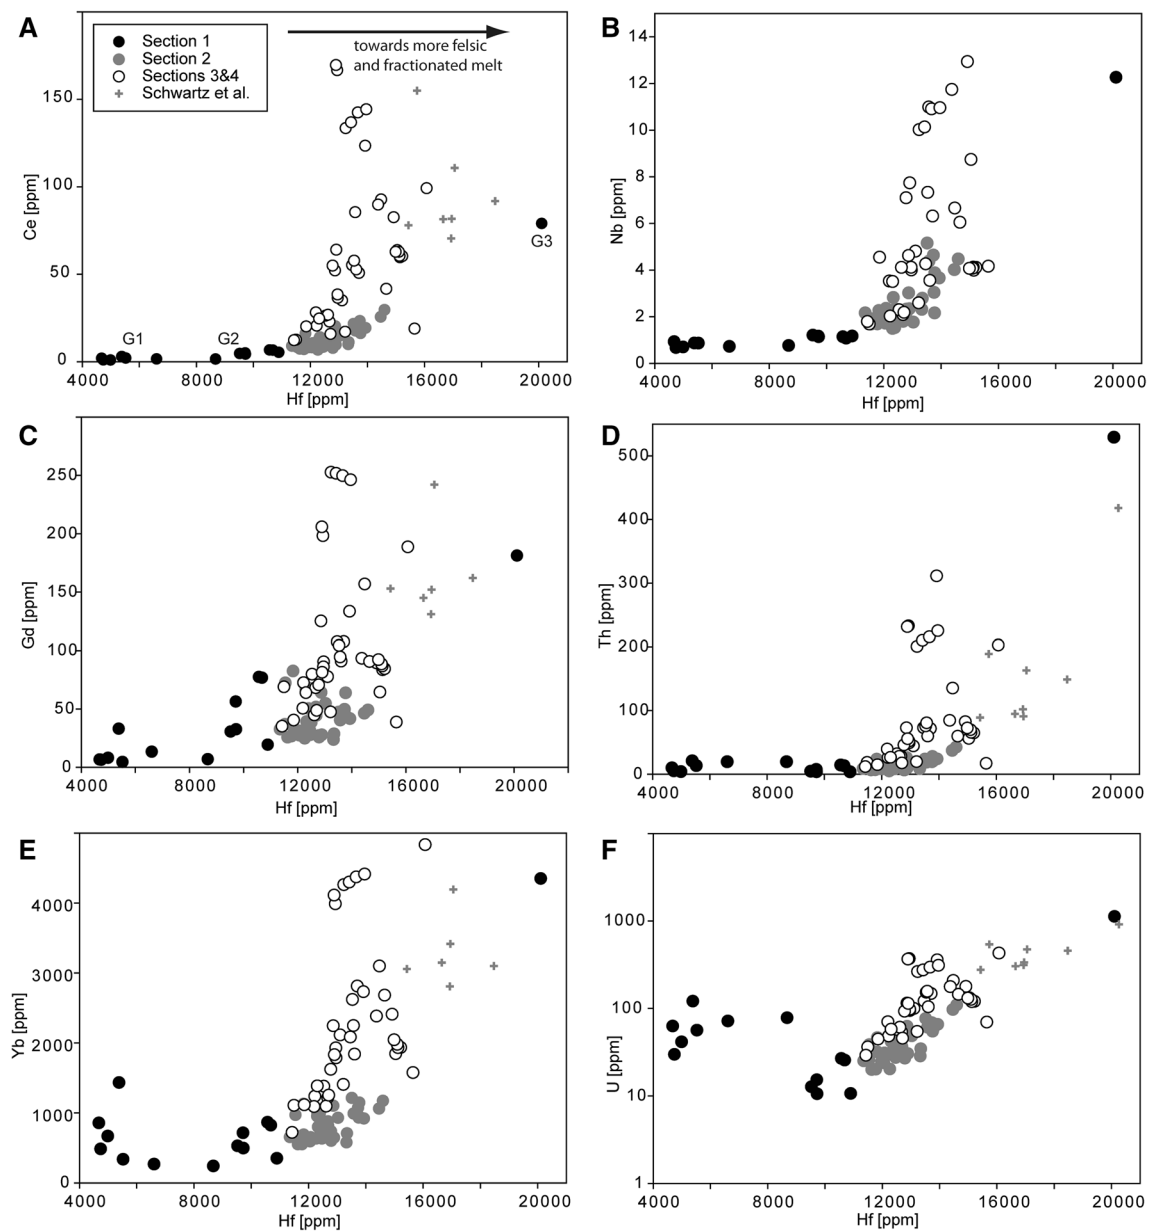 A
Section 1
Section 2
Sections 3&4
Schwartz et al.
towards more felsic
and fractionated melt
G1
G2
G3
150
100
50
0
Ce [ppm]
4000 8000 12000 16000 20000
Hf [ppm]
B
14
12
10
8
6
4
2
0
Nb [ppm]
4000 8000 12000 16000 20000
Hf [ppm]
C
250
200
150
100
50
0
Gd [ppm]
4000 8000 12000 16000 20000
Hf [ppm]
D
500
400
300
200
100
0
Th [ppm]
4000 8000 12000 16000 20000
Hf [ppm]
E
4000
3000
2000
1000
0
Yb [ppm]
4000 8000 12000 16000 20000
Hf [ppm]
F
1000
100
10
1
U [ppm]
4000 8000 12000 16000 20000
Hf [ppm]